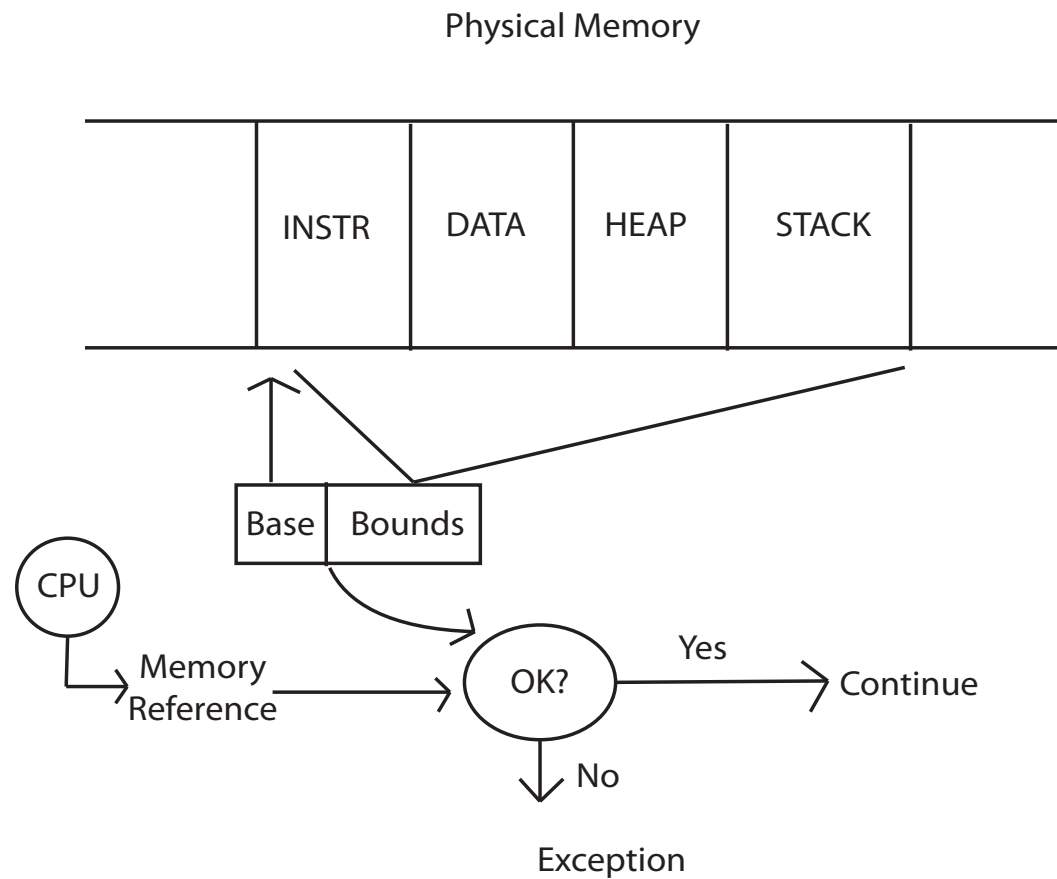 Physical Memory
INSTR
DATA
HEAP
STACK
Base
Bounds
CPU
Memory
Reference
OK?
Yes
Continue
No
Exception